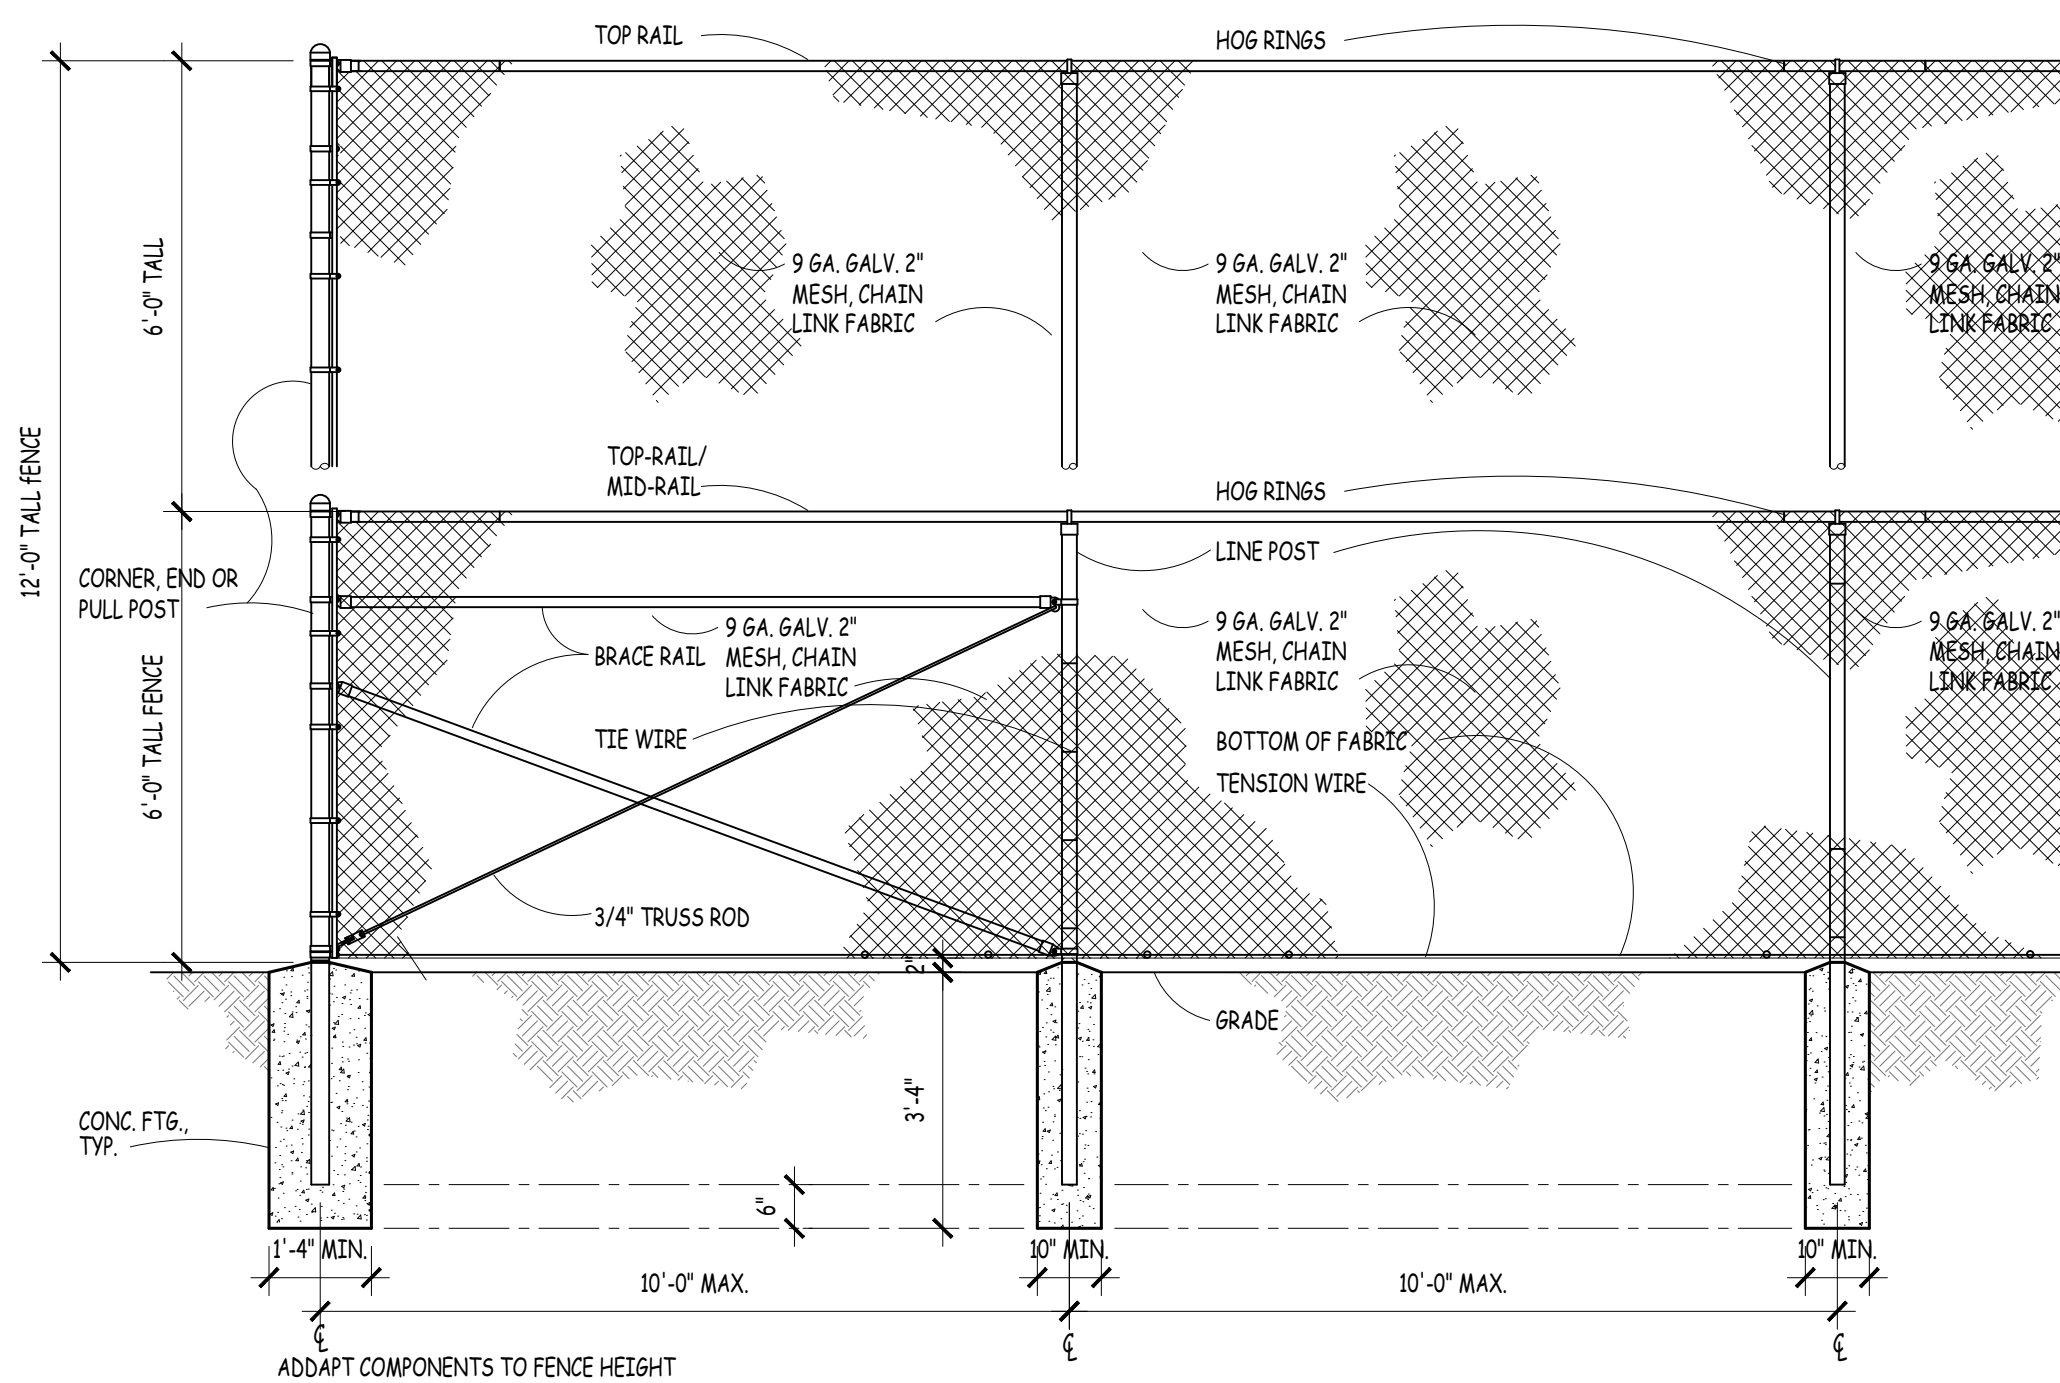 TOP RAIL
HOG RINGS
12'-0" TALL FENCE
6'-0" TALL
9 GA. GALV. 2"
MESH, CHAIN
LINK FABRIC
9 GA. GALV. 2"
MESH, CHAIN
LINK FABRIC
9 GA. GALV. 2"
MESH, CHAIN
LINK FABRIC
TOP-RAIL/
MID-RAIL
HOG RINGS
LINE POST
CORNER, END OR
PULL POST
6'-0" TALL FENCE
BRACE RAIL
9 GA. GALV. 2"
MESH, CHAIN
LINK FABRIC
9 GA. GALV. 2"
MESH, CHAIN
LINK FABRIC
9 GA. GALV. 2"
MESH, CHAIN
LINK FABRIC
TIE WIRE
BOTTOM OF FABRIC
TENSION WIRE
3/4" TRUSS ROD
2"
GRADE
3'-4"
CONC. FTG.,
TYP.
6"
1'-4" MIN.
10" MIN.
10" MIN.
10'-0" MAX.
10'-0" MAX.
℄
℄
℄
ADDAPT COMPONENTS TO FENCE HEIGHT